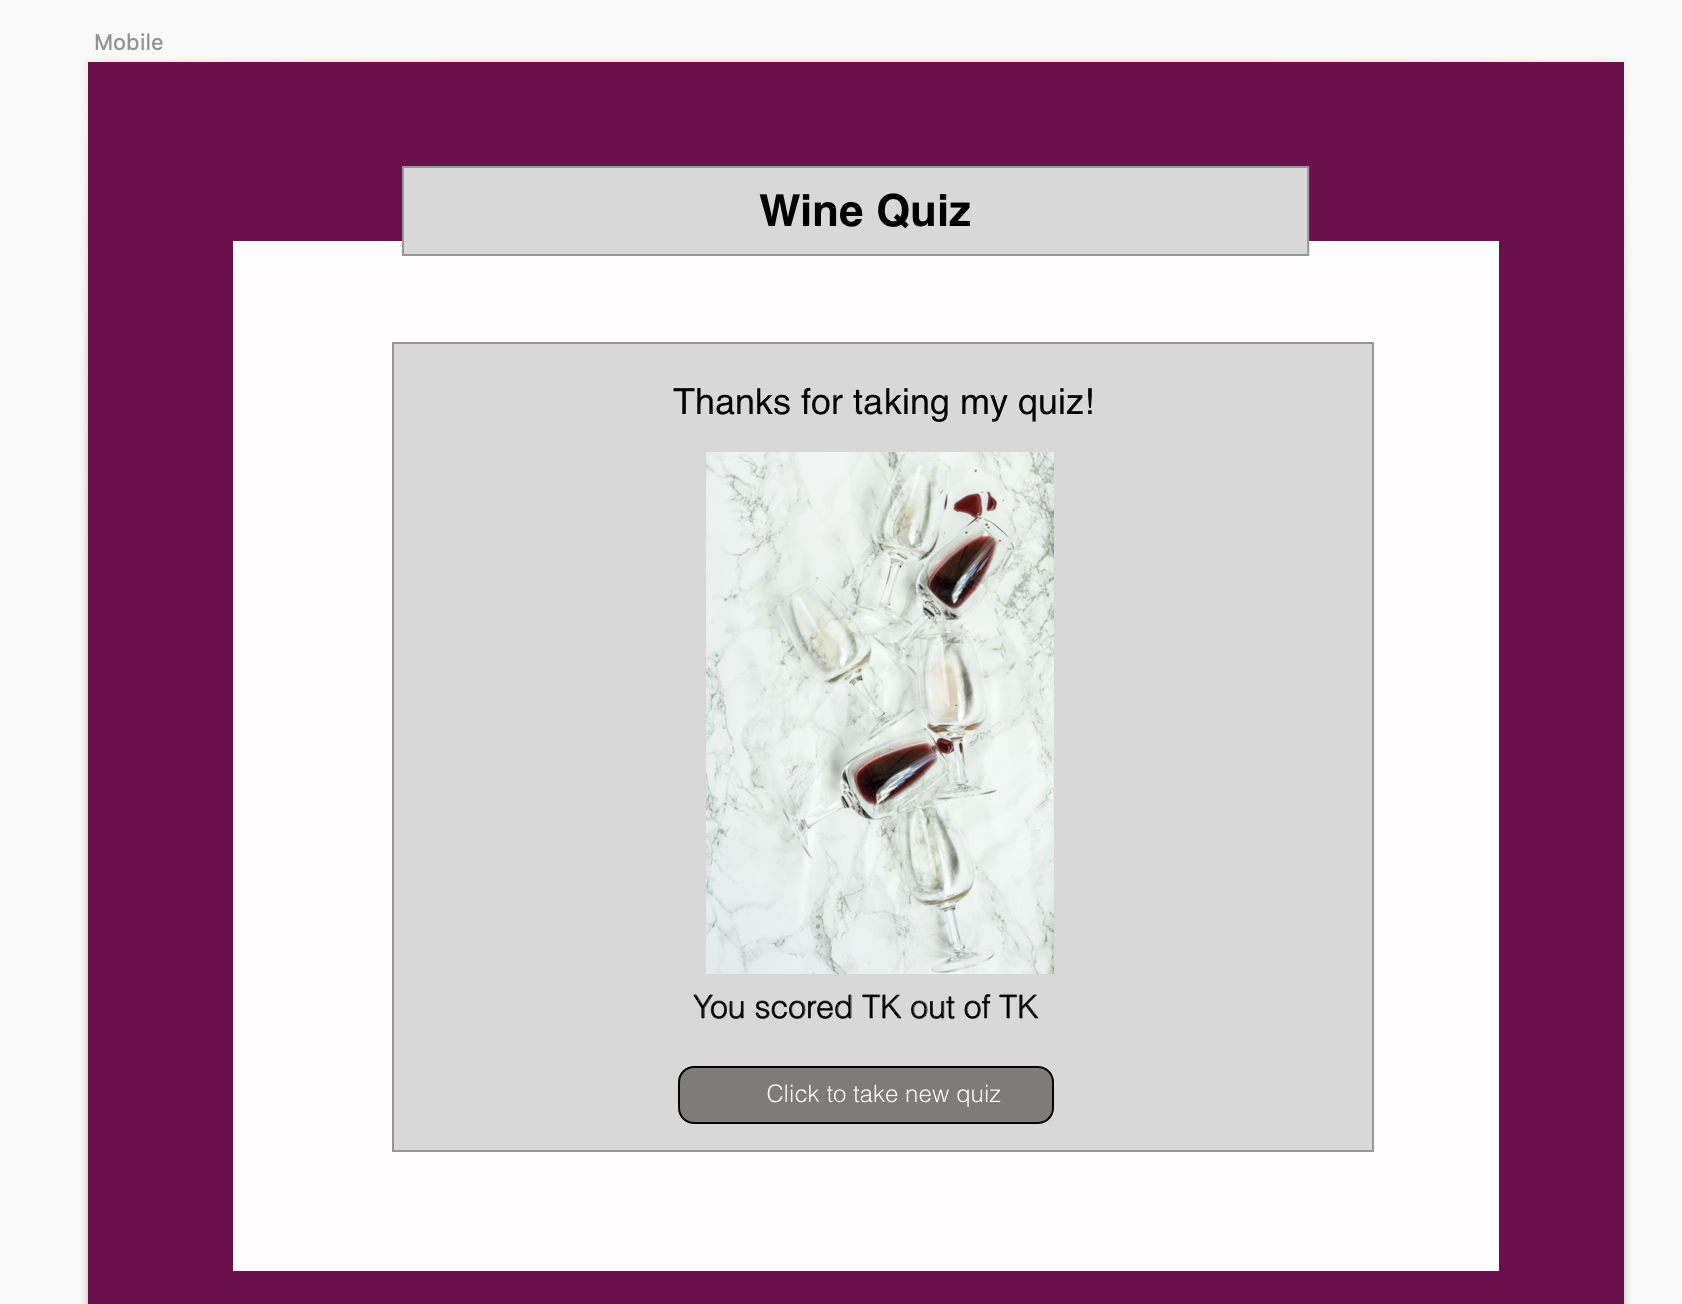 Mobile
Wine Quiz
Thanks for taking my quiz!
You scored TK out of TK
Click to take new quiz